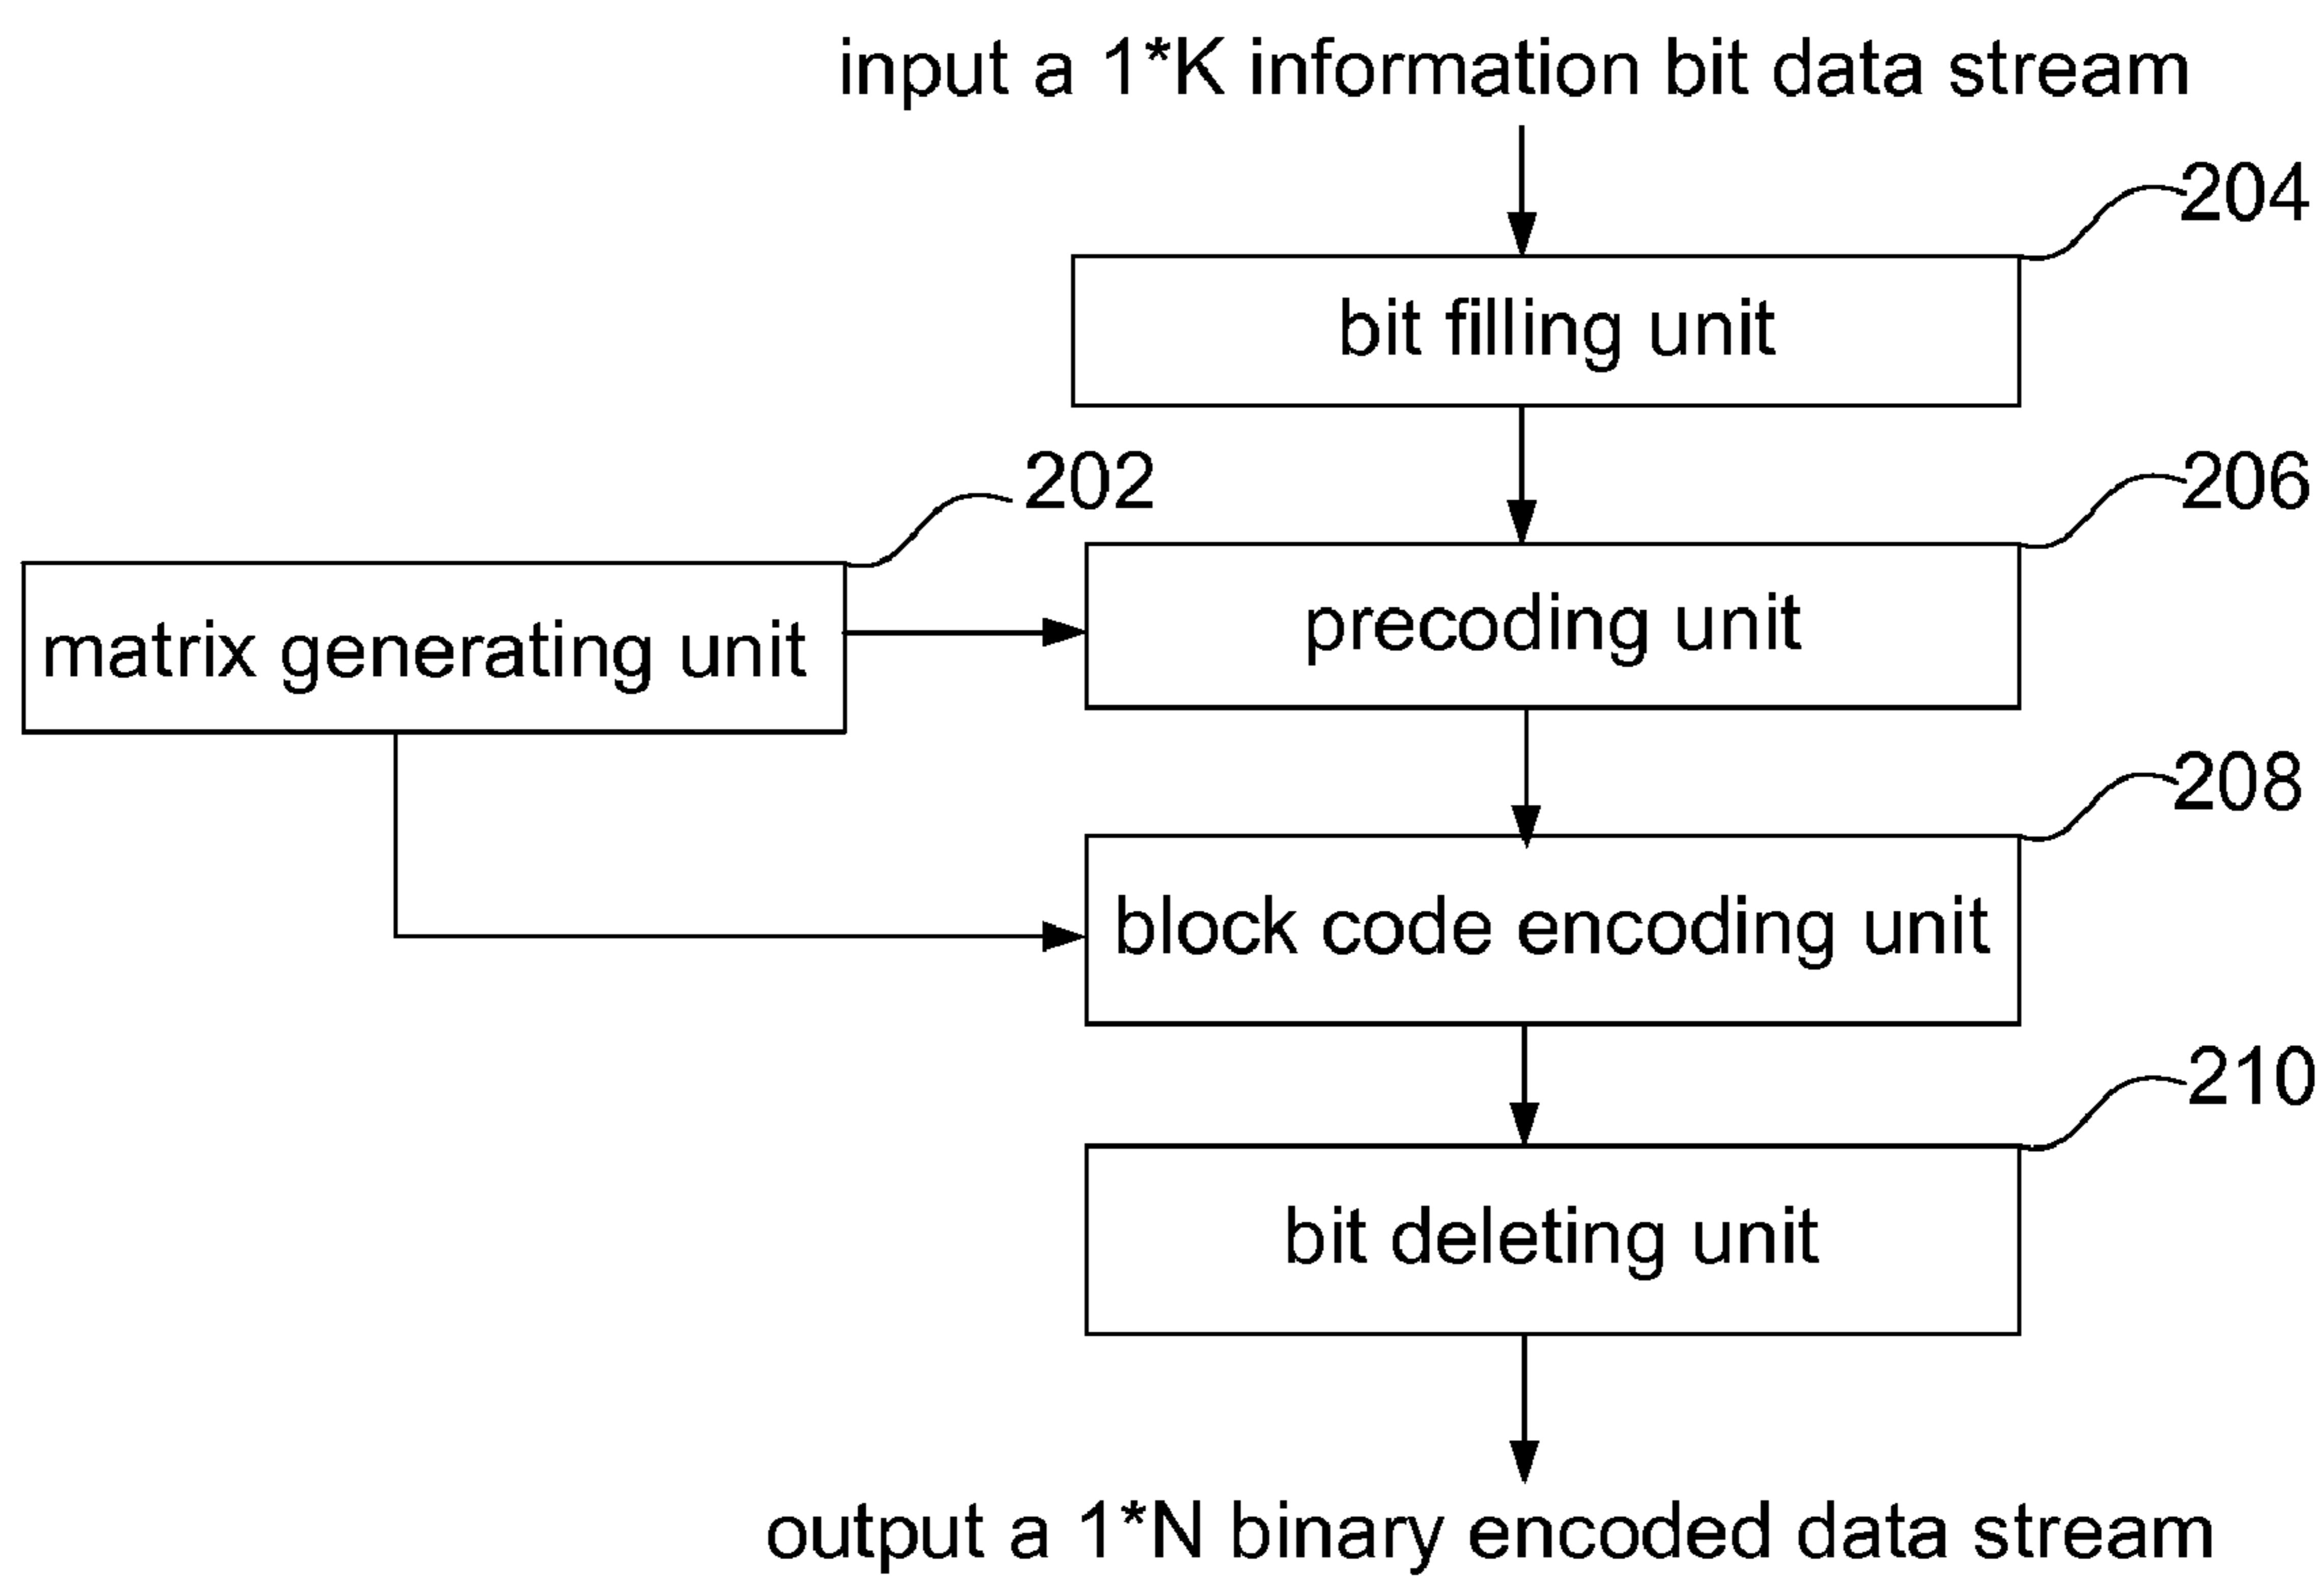 input a 1*K information bit data stream
204
bit filling unit
202
206
matrix generating unit
precoding unit
208
block code encoding unit
210
bit deleting unit
output a 1*N binary encoded data stream